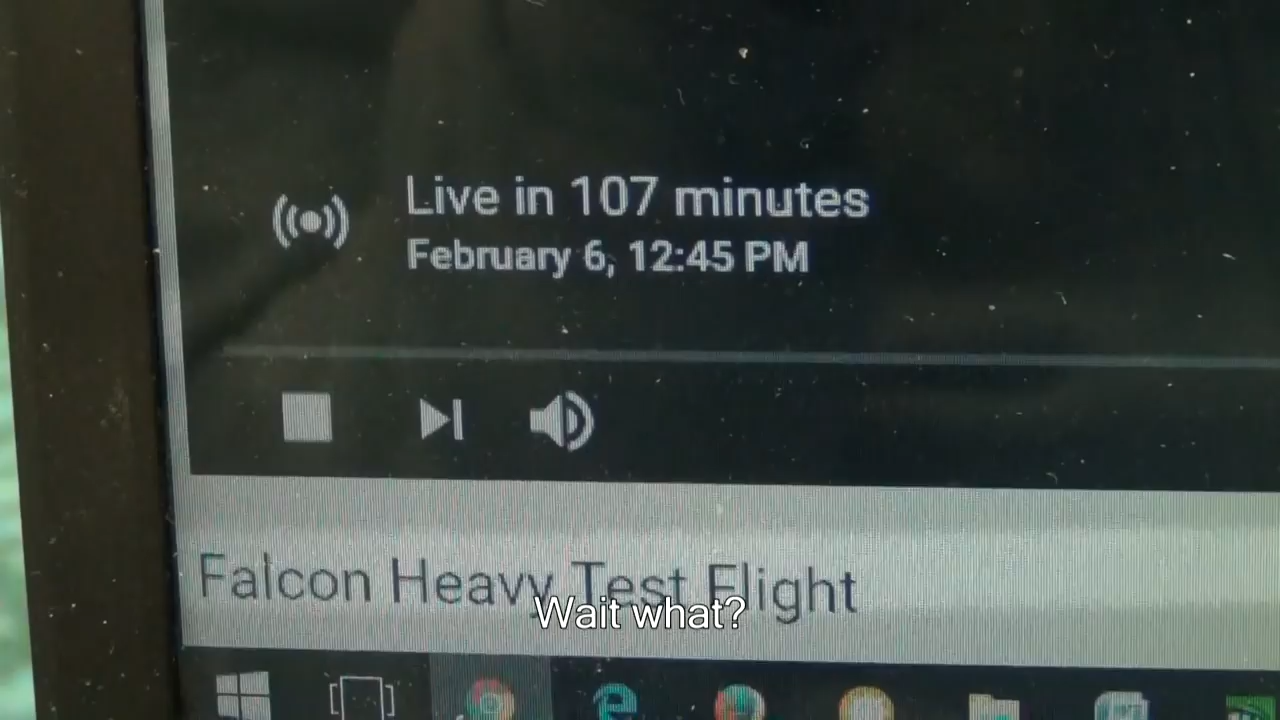 Live in 107 minutes
February 6, 12:45 PM
Falcon Heavy Test Flight
Wait what?